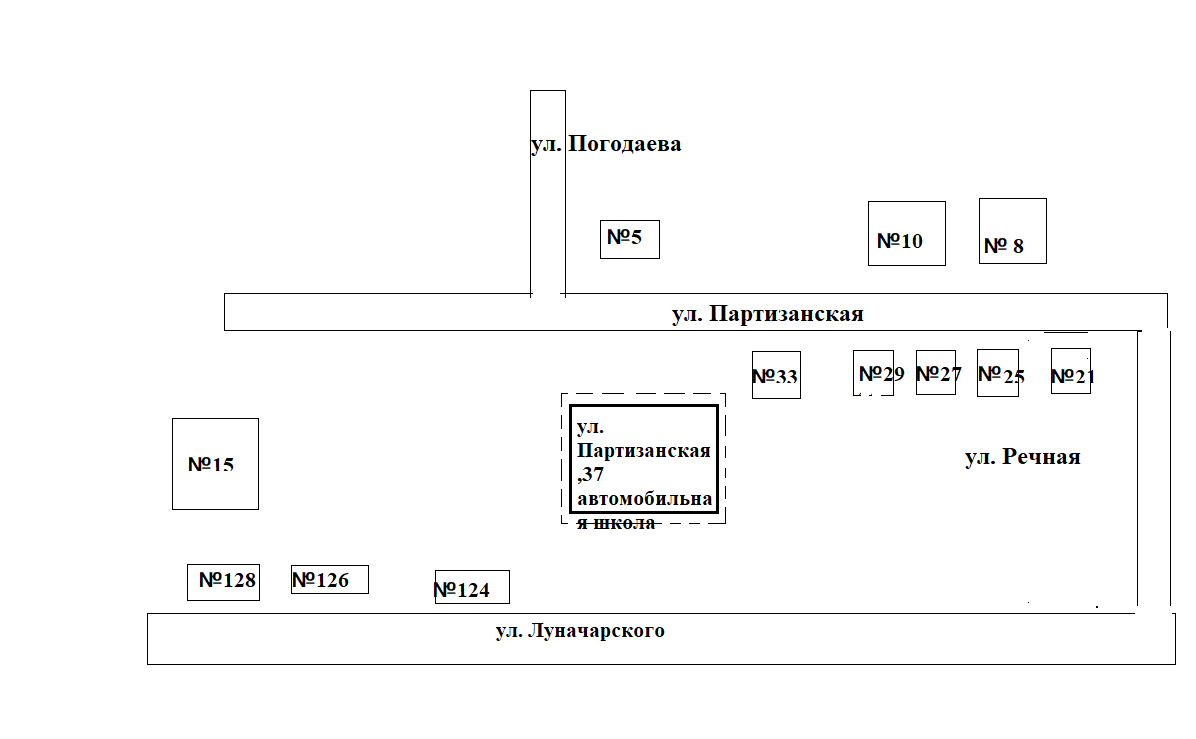 ул. Погодаева
№5
№10
№ 8
ул. Партизанская
№33
№29
№27
№25
№21
ул.
Партизанская
,37
автомобильна
я школа
№15
ул. Речная
№128
№126
№124
ул. Луначарского